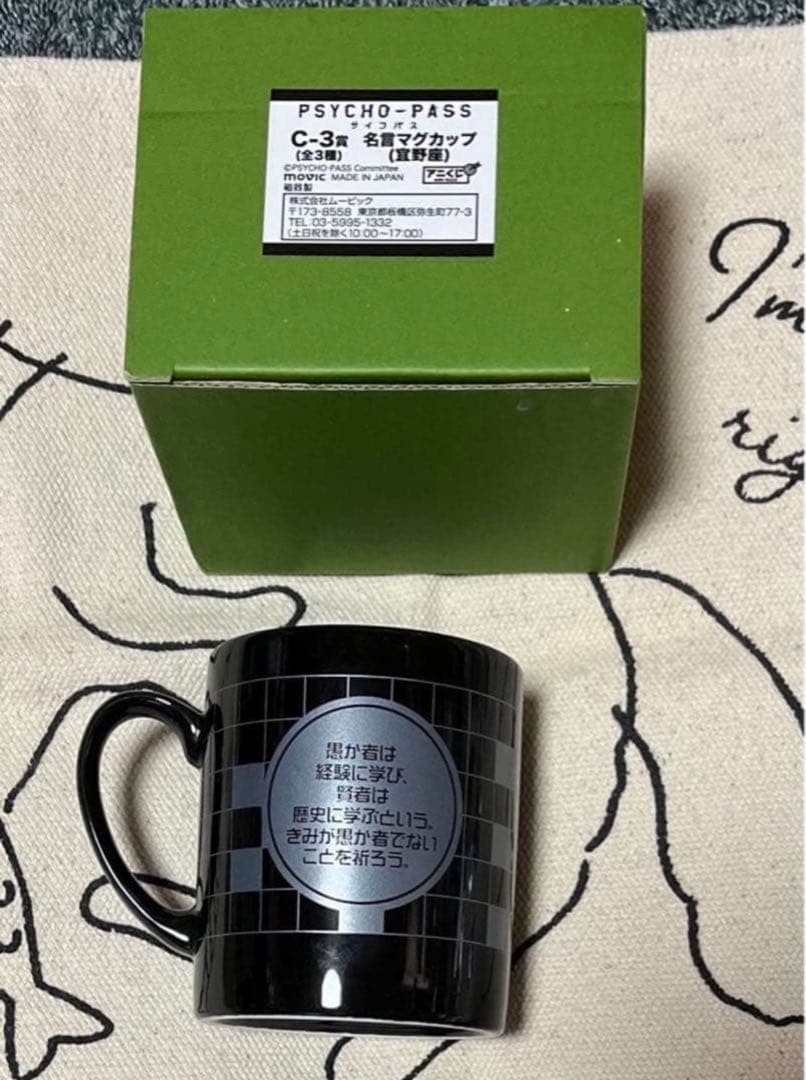 PSYCHO-PASS
サイコパス
C-3賞 名言マグカップ
(全3種) (宜野座)
©PSYCHO-PASS Committee
movic MADE IN JAPAN アニくじ
磁器製
株式会社ムービック
〒173-8558 東京都板橋区弥生町77-3
TEL:03-5995-1332
(土日祝を除く10:00～17:00)
I'm
rig
愚か者は
経験に学び、
賢者は
歴史に学ぶという。
きみが愚か者でない
ことを祈ろう。